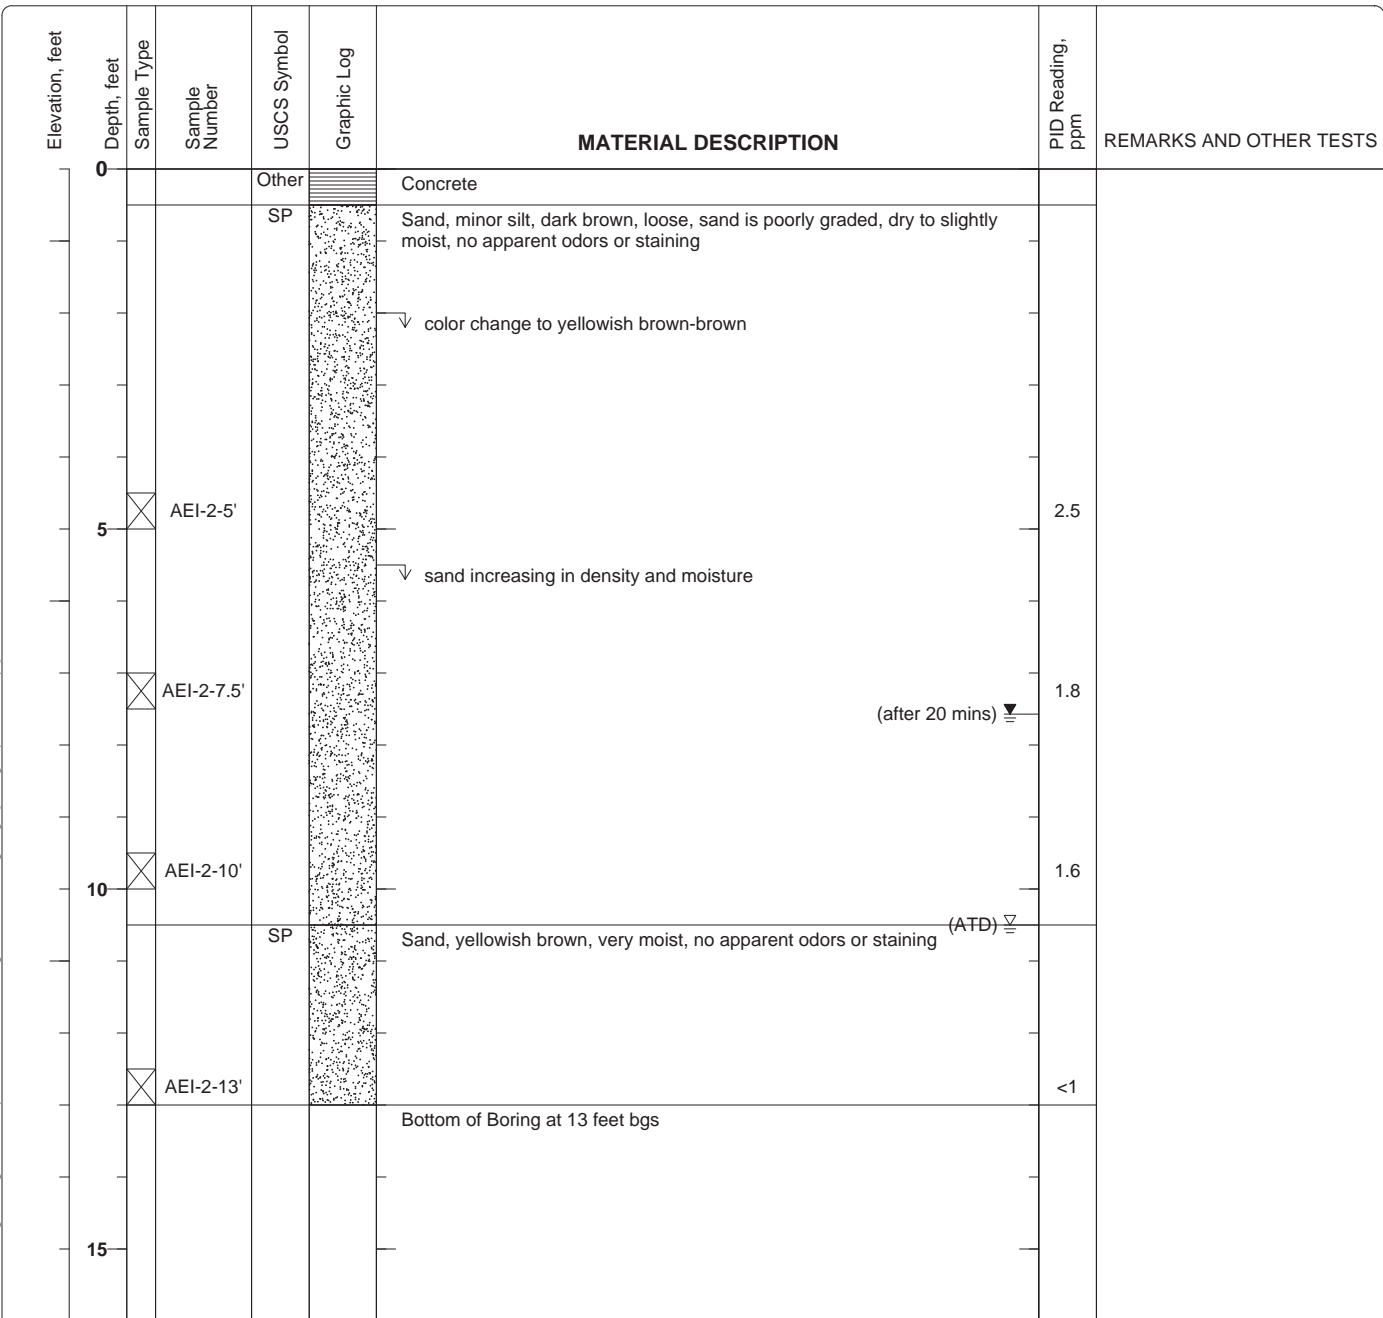 Elevation, feet
Depth, feet
Sample Type
Sample
Number
USCS Symbol
Graphic Log
MATERIAL DESCRIPTION
PID Reading,
ppm
REMARKS AND OTHER TESTS
0
Other
Concrete
SP
Sand, minor silt, dark brown, loose, sand is poorly graded, dry to slightly
moist, no apparent odors or staining
color change to yellowish brown-brown
AEI-2-5'
2.5
5
sand increasing in density and moisture
AEI-2-7.5'
1.8
(after 20 mins)
AEI-2-10'
1.6
10
(ATD)
SP
Sand, yellowish brown, very moist, no apparent odors or staining
AEI-2-13'
<1
Bottom of Boring at 13 feet bgs
15